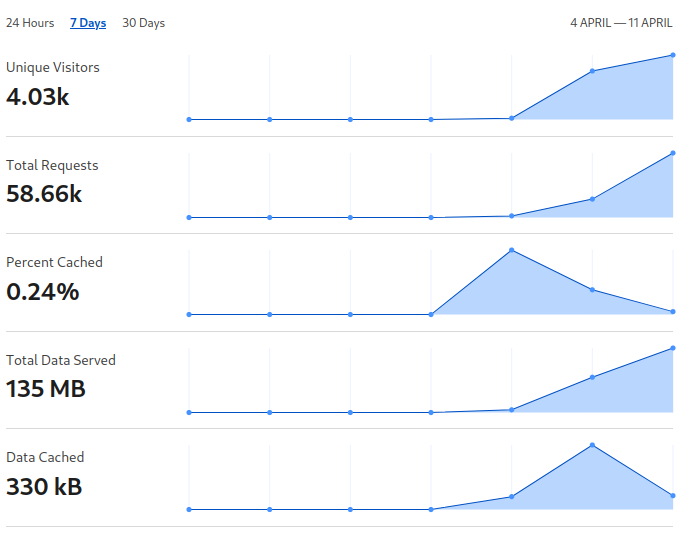 24 Hours 7 Days 30 Days 4 APRIL — 11 APRIL
Unique Visitors
4.03k
Total Requests
58.66k
Percent Cached
0.24%
Total Data Served
135 MB
Data Cached
330 kB